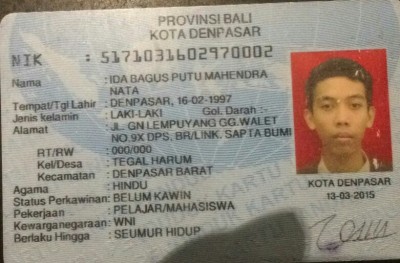 PROVINSI BALI
KOTA DENPASAR
NIK : 5171031602970002
Nama : IDA BAGUS PUTU MAHENDRA
NATA
Tempat/Tgl Lahir : DENPASAR, 16-02-1997
Jenis kelamin : LAKI-LAKI Gol. Darah :-
Alamat : JL. GN LEMPUYANG GG.WALET
NO.9X DPS. BR/LINK. SAPTA BUMI
RT/RW : 000/000
Kel/Desa : TEGAL HARUM
Kecamatan : DENPASAR BARAT
Agama : HINDU
Status Perkawinan: BELUM KAWIN
Pekerjaan : PELAJAR/MAHASISWA
Kewarganegaraan: WNI
Berlaku Hingga : SEUMUR HIDUP
KOTA DENPASAR
13-03-2015